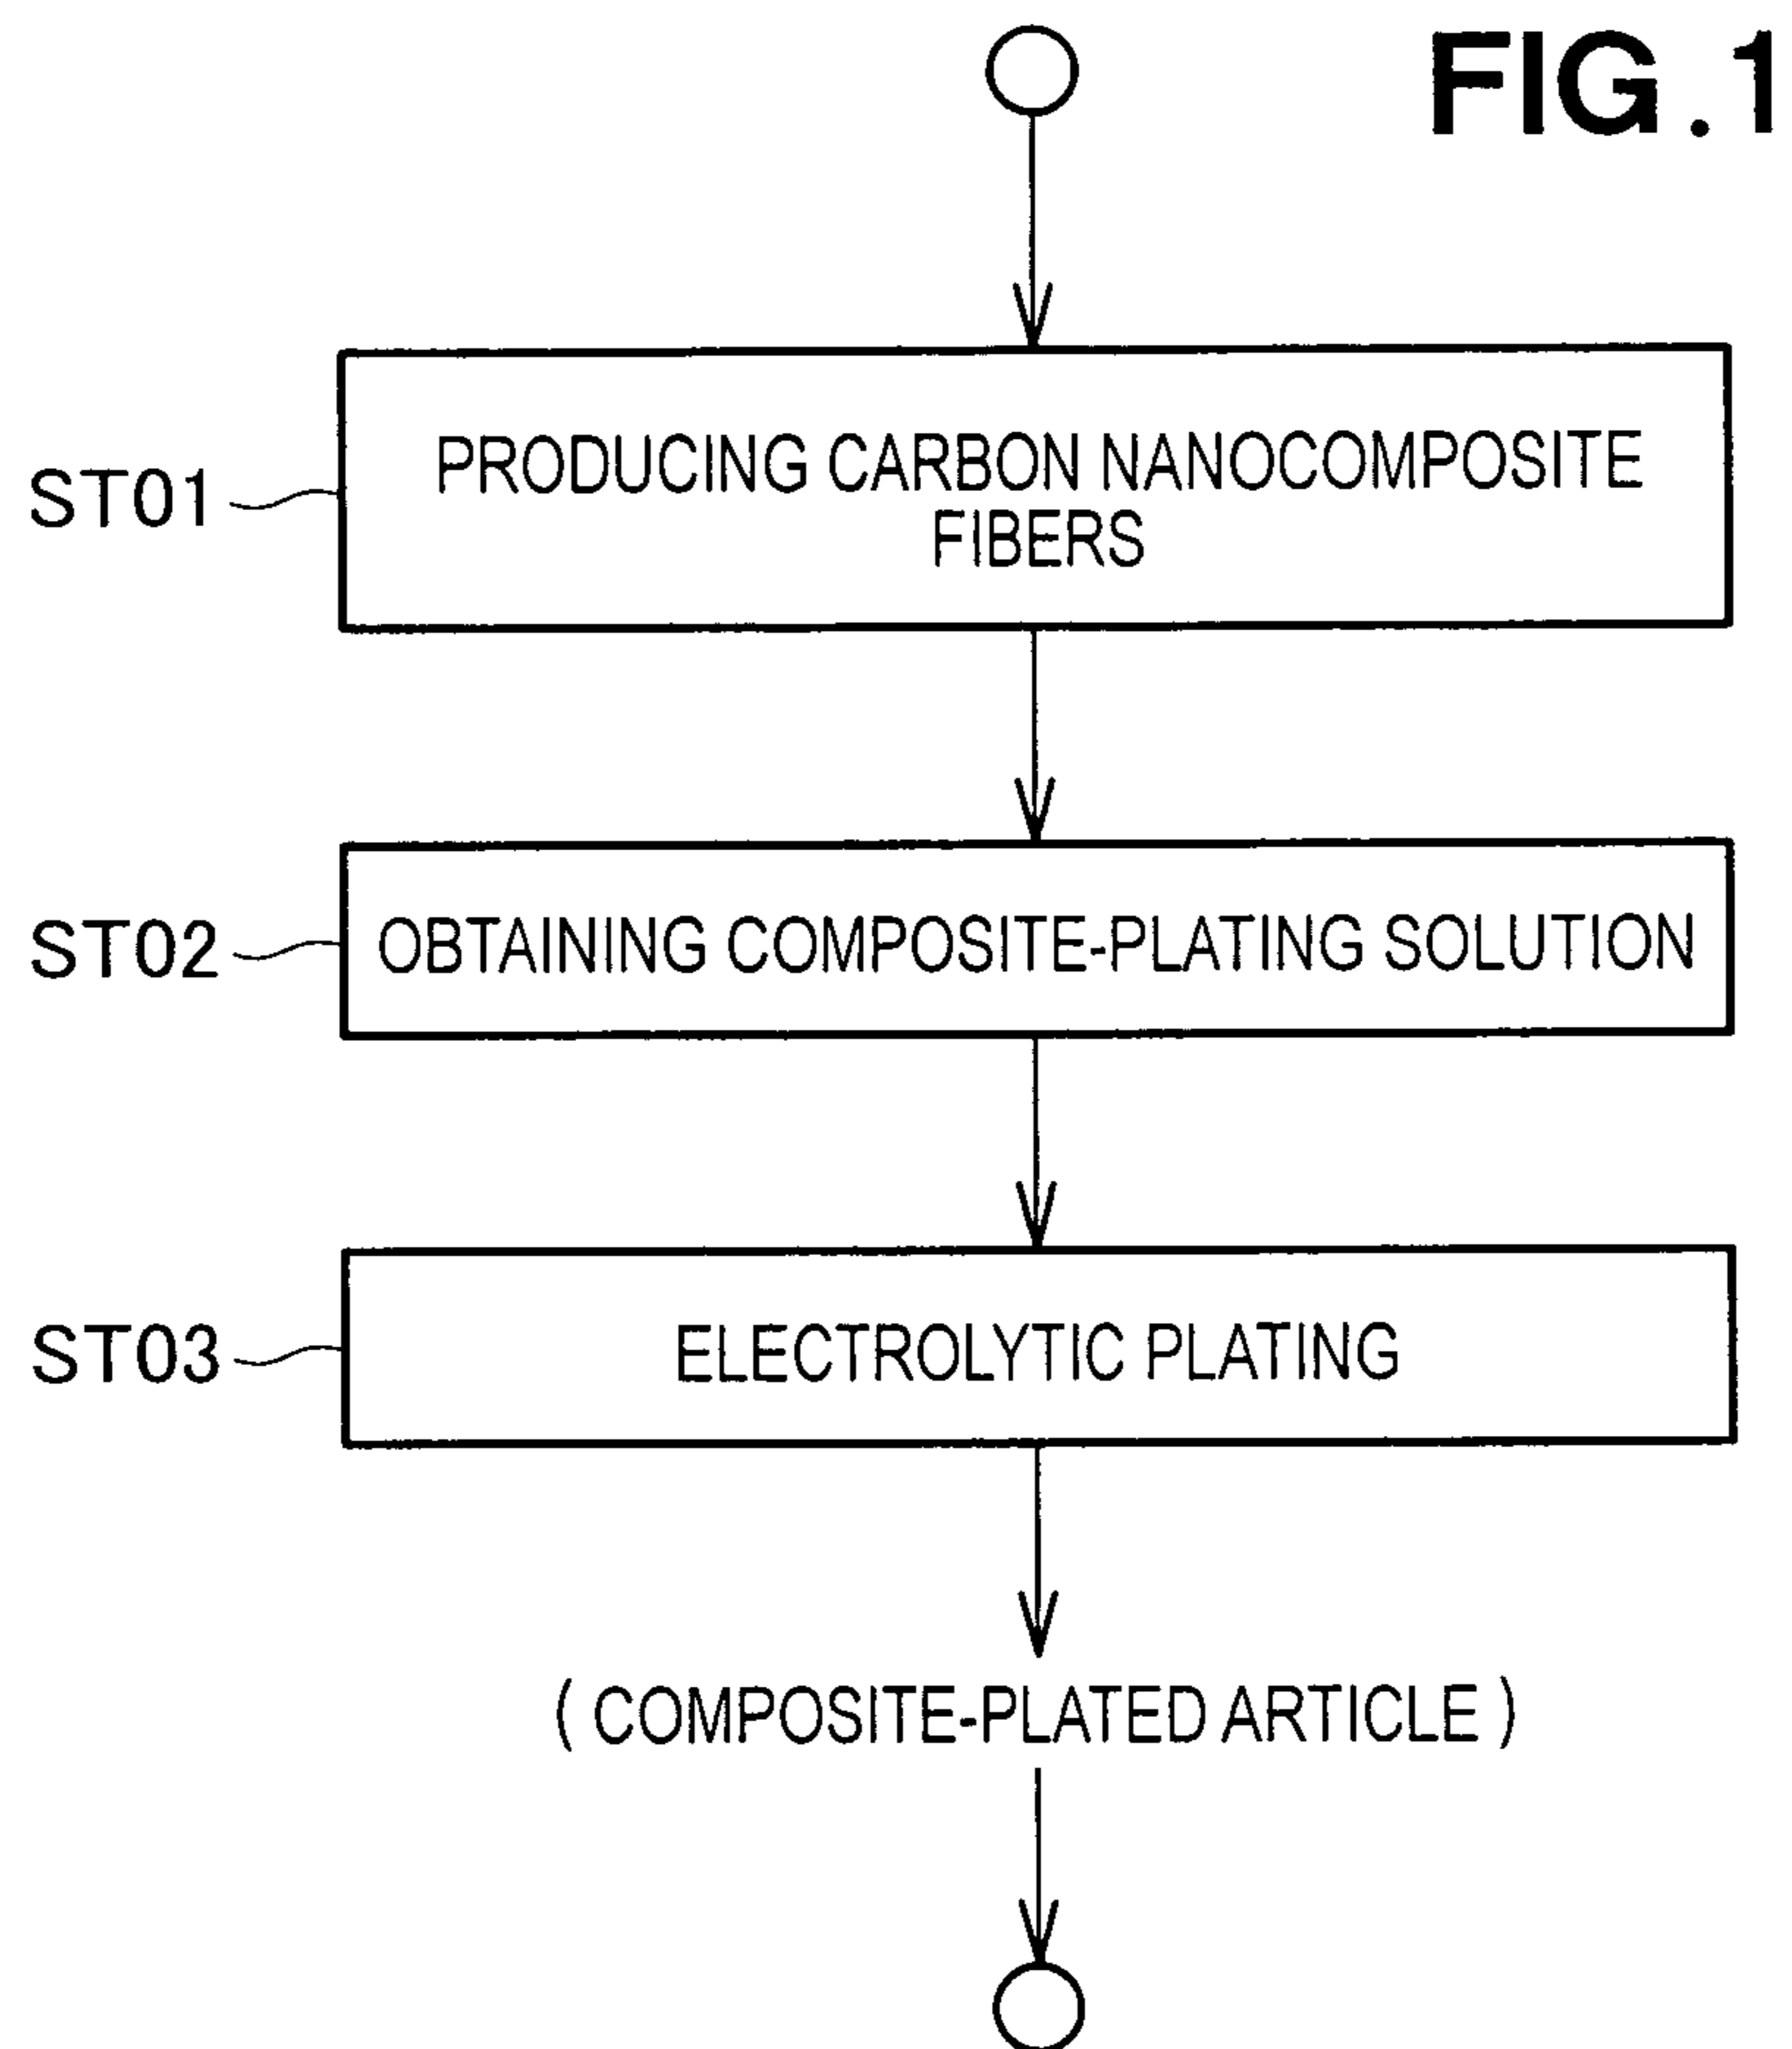 FIG.1
ST01
PRODUCING CARBON NANOCOMPOSITE
FIBERS
ST02
OBTAINING COMPOSITE-PLATING SOLUTION
ST03
ELECTROLYTIC PLATING
( COMPOSITE-PLATED ARTICLE )